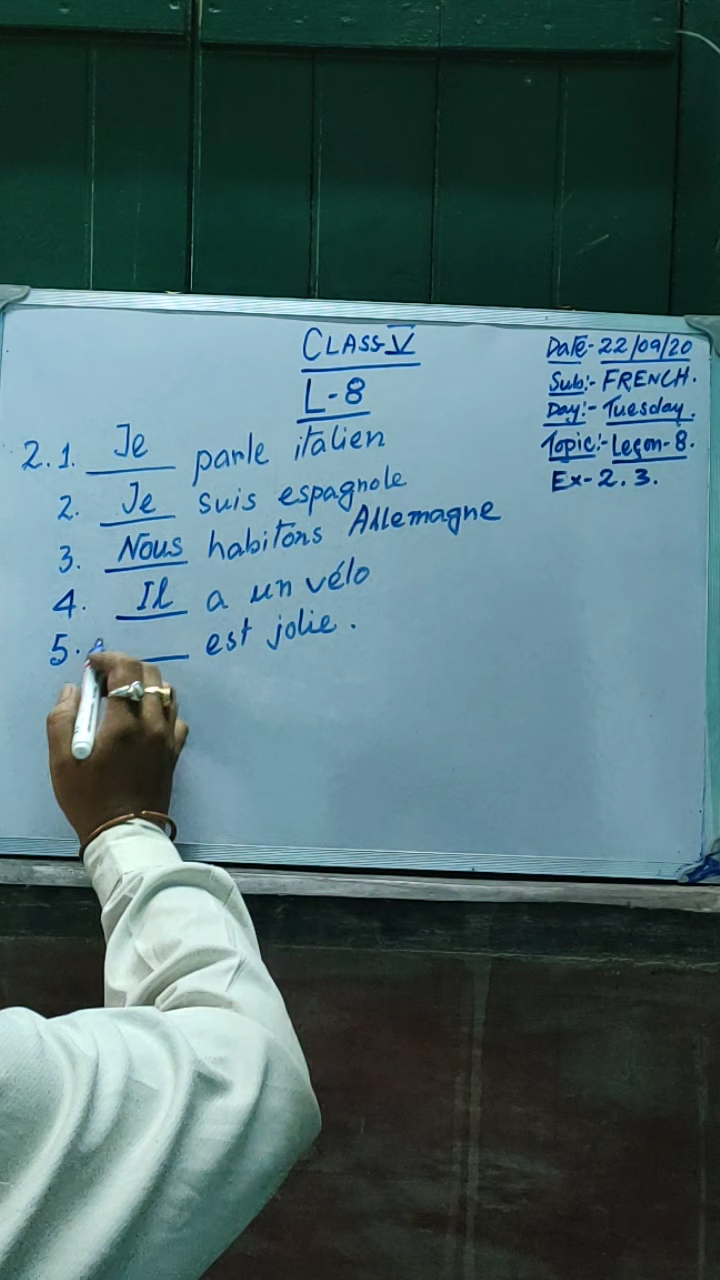 CLASS-V
L-8
Date-22/09/20
Sub:- FRENCH.
Day:- Tuesday.
Topic:- Leçon-8.
Ex-2.3.
2.1. Je parle italien
2. Je suis espagnole
3. Nous habitons Allemagne
4. Il a un vélo
5. ___ est jolie.